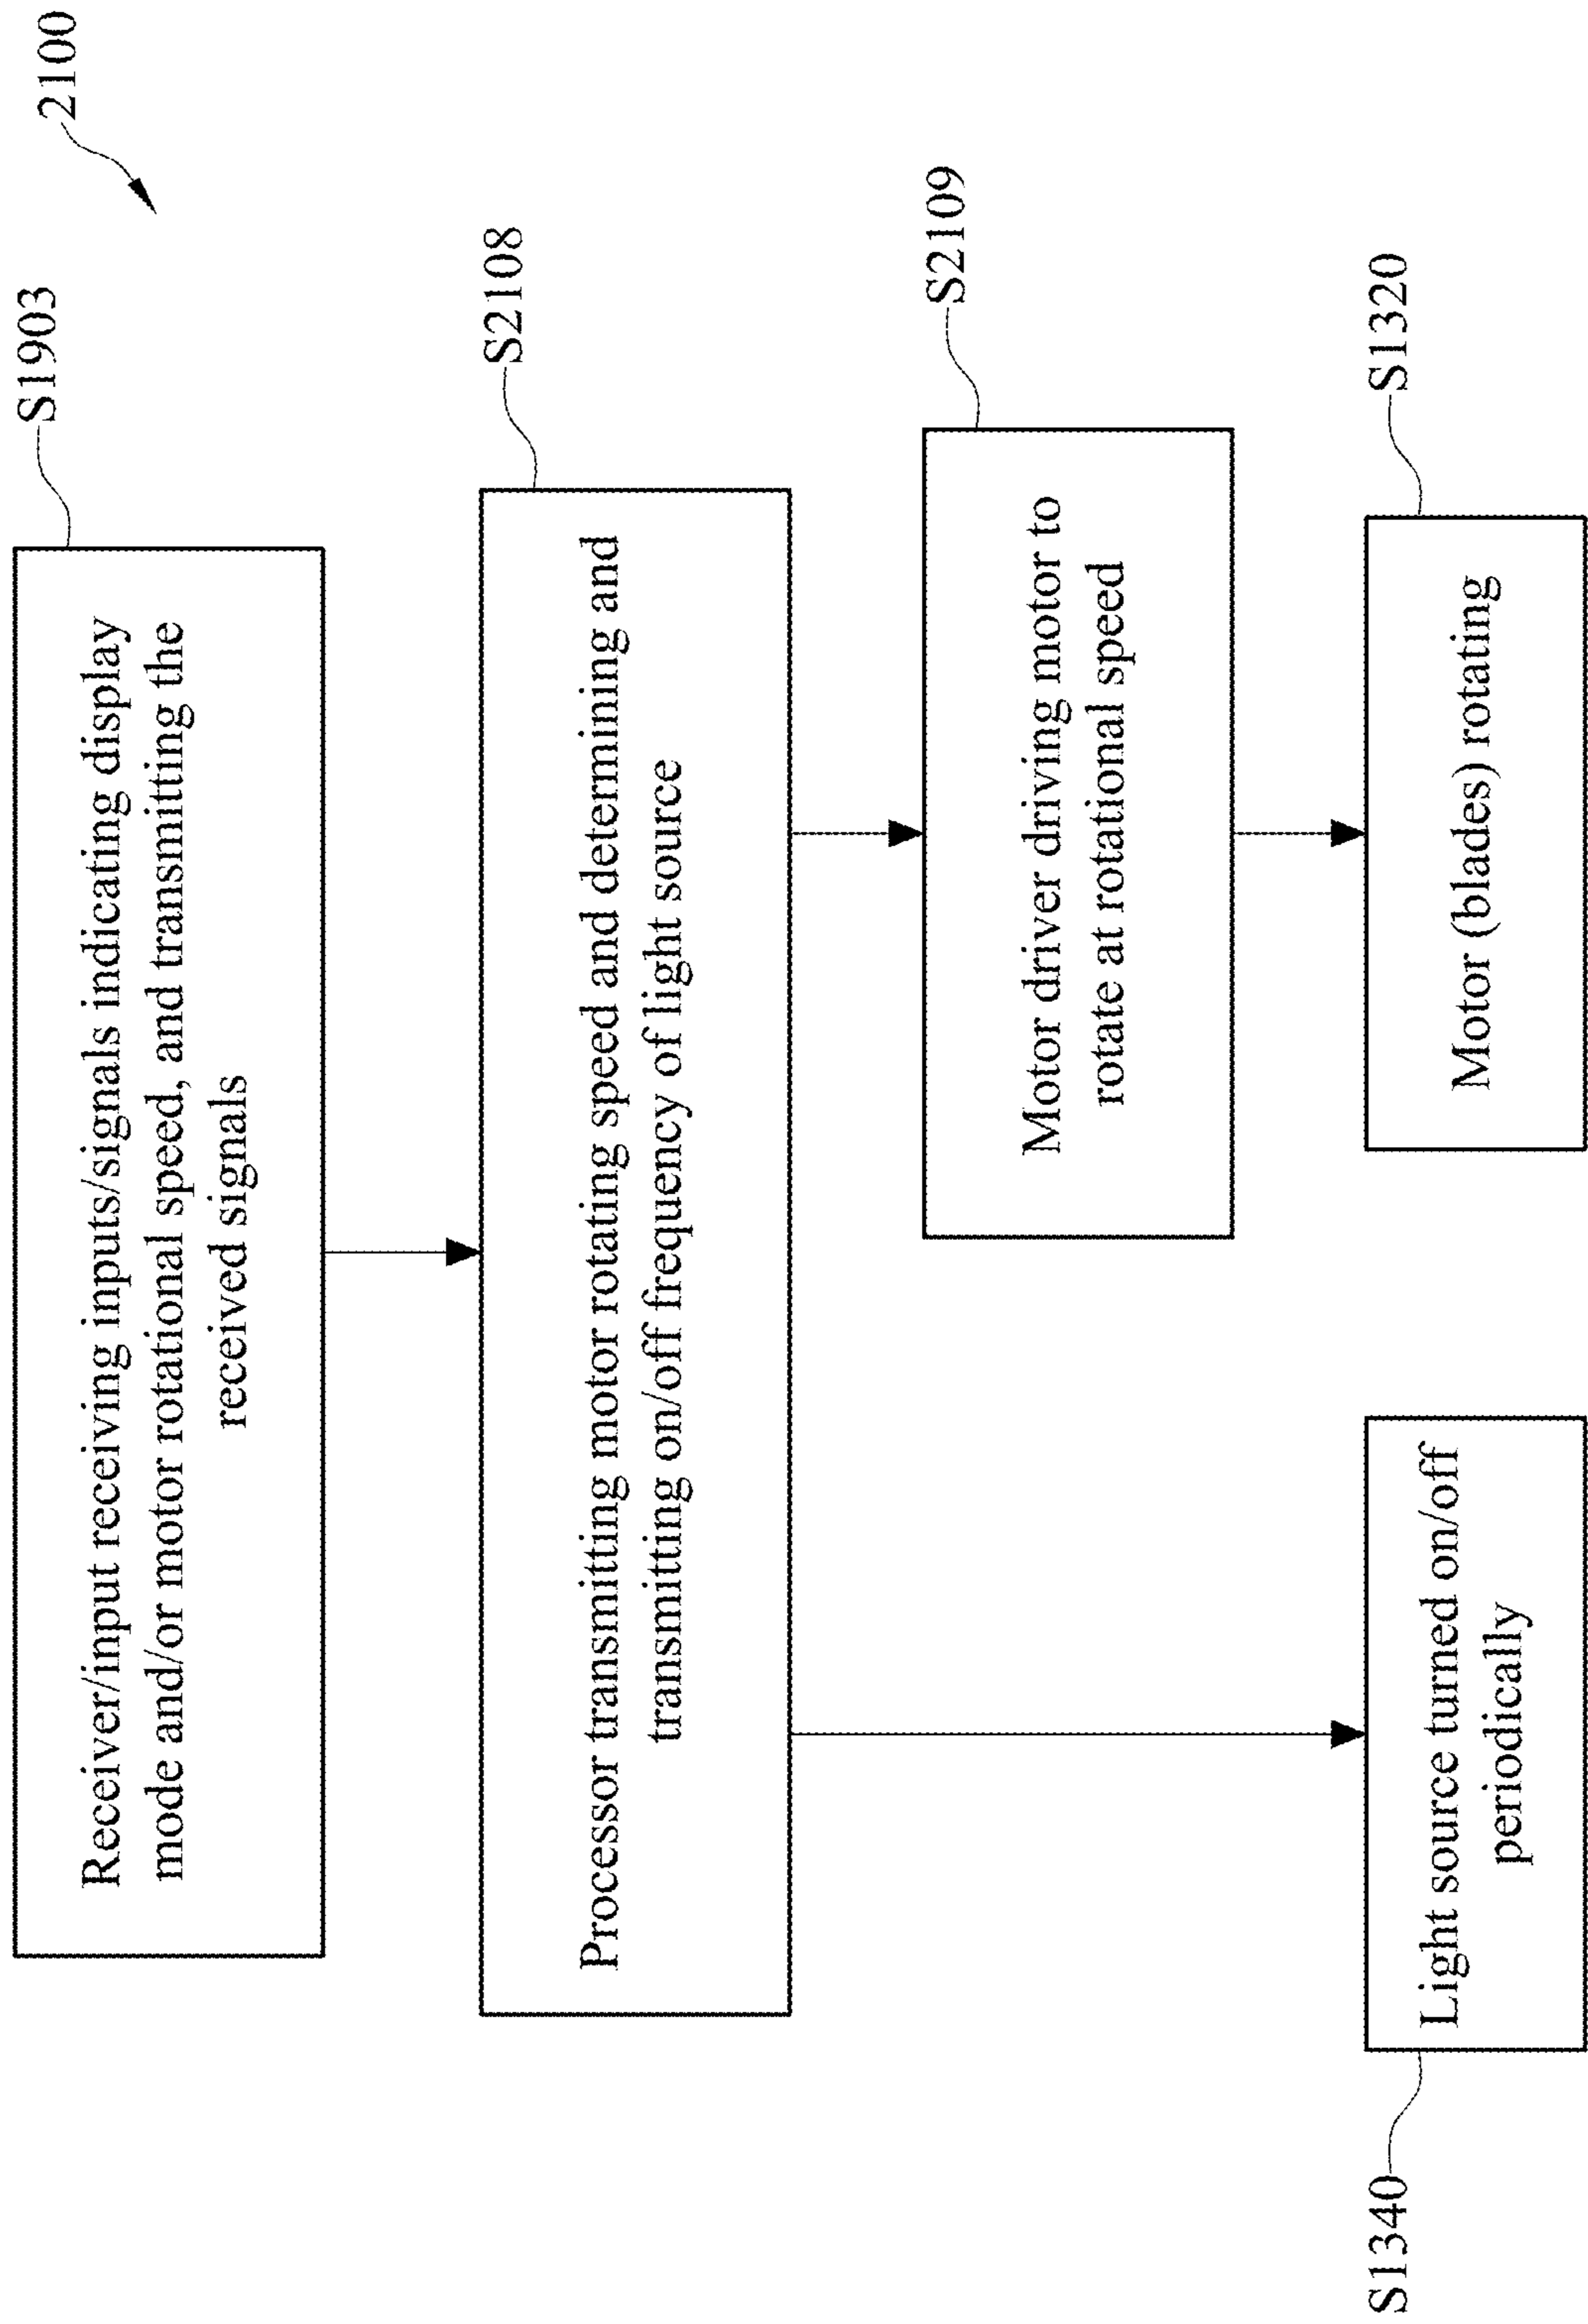 2100
S1903
Receiver/input receiving inputs/signals indicating display
mode and/or motor rotational speed, and transmitting the
received signals
S2108
Processor transmitting motor rotating speed and determining and
transmitting on/off frequency of light source
S2109
Motor driver driving motor to
rotate at rotational speed
S1340
Light source turned on/off
periodically
S1320
Motor (blades) rotating